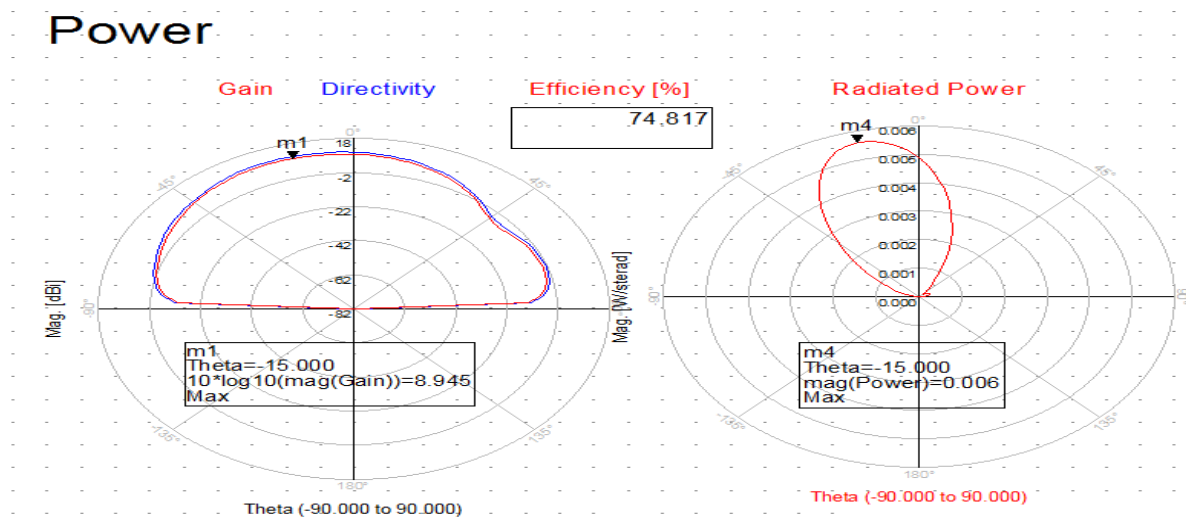 Power
Gain Directivity
Efficiency [%]
74.817
Radiated Power
m1
0°
18
-2
-22
-42
-62
-82
-45°
45°
-90°
-135°
135°
180°
Mag. [dBi]
m1
Theta=-15.000
10*log10(mag(Gain))=8.945
Max
Theta (-90.000 to 90.000)
m4
0°
0.006
0.005
0.004
0.003
0.002
0.001
0.000
-45°
45°
-90°
90
-135°
135°
180°
Mag. [W/sterad]
m4
Theta=-15.000
mag(Power)=0.006
Max
Theta (-90.000 to 90.000)